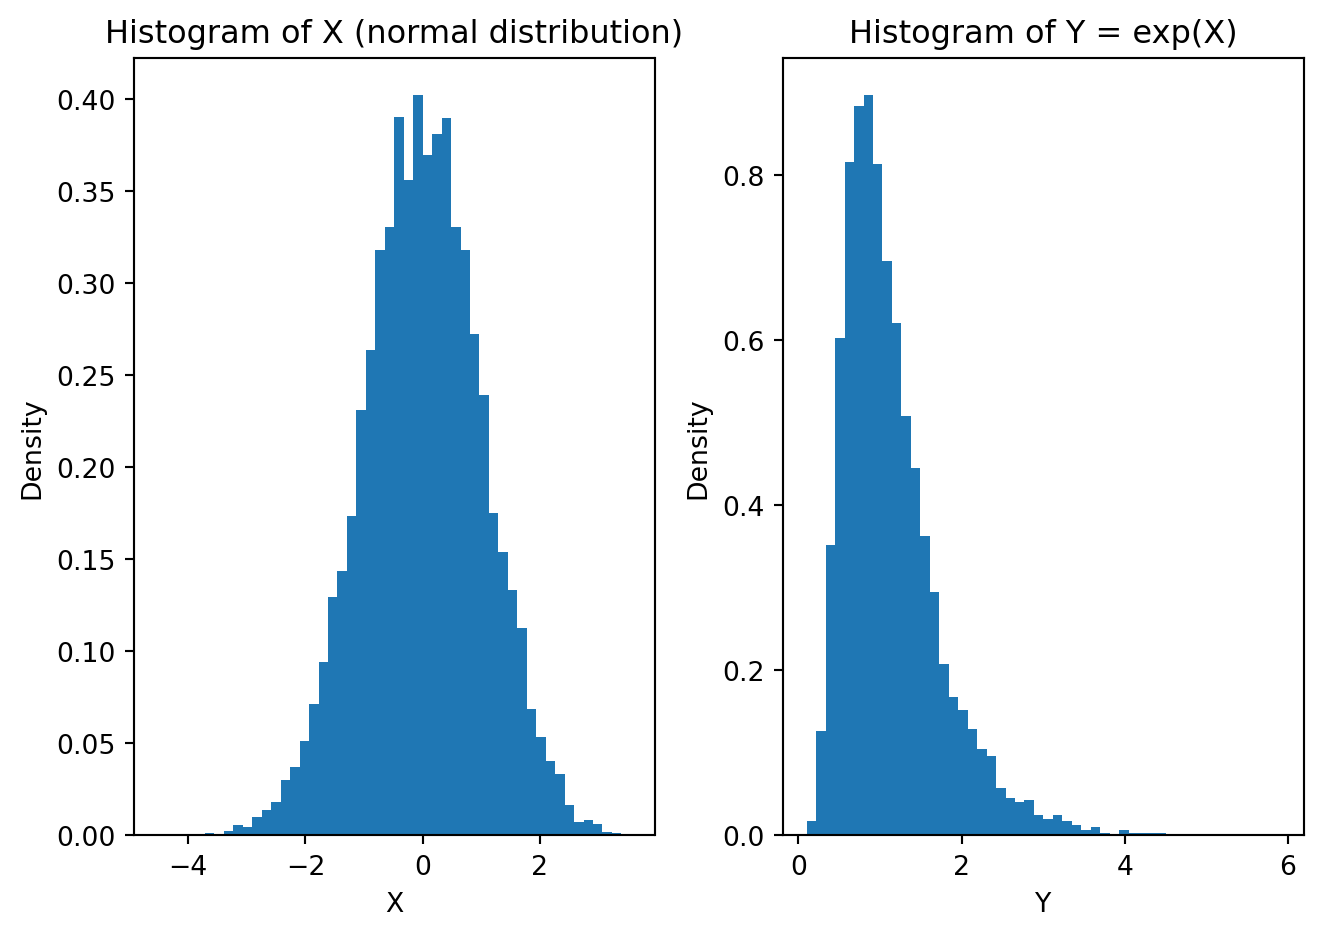 Histogram of X (normal distribution)
0.40
0.35
0.30
0.25
0.20
0.15
0.10
0.05
0.00
Density
−4 −2 0 2
X
Histogram of Y = exp(X)
0.8
0.6
0.4
0.2
0.0
Density
0 2 4 6
Y